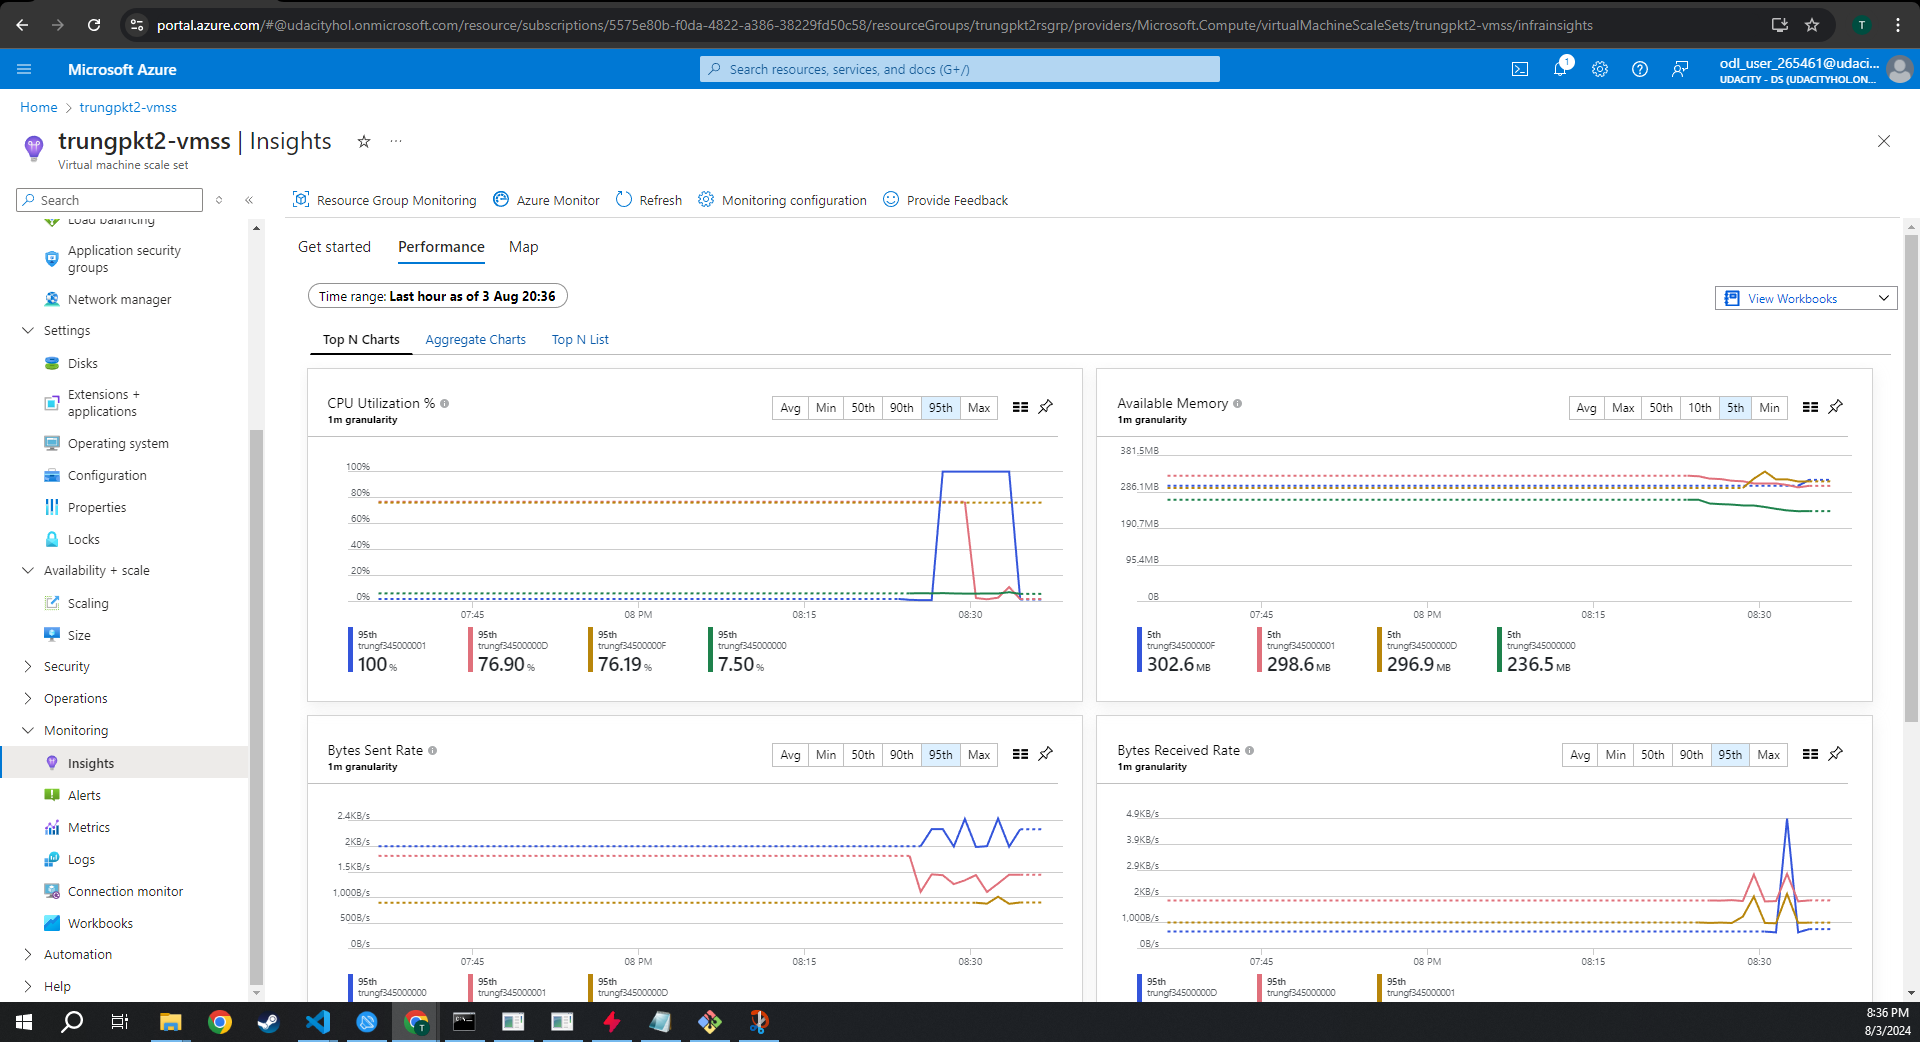 portal.azure.com/#@udacityhol.onmicrosoft.com/resource/subscriptions/5575e80b-f0da-4822-a386-38229fd50c58/resourceGroups/trungpkt2rsgrp/providers/Microsoft.Compute/virtualMachineScaleSets/trungpkt2-vmss/infrainsights
T
Microsoft Azure
Search resources, services, and docs (G+/)
1
odl_user_265461@udaci...
UDACITY - DS (UDACITYHOL.ON...
Home > trungpkt2-vmss
trungpkt2-vmss | Insights
Virtual machine scale set
Search
Load balancing
Application security
groups
Network manager
Settings
Disks
Extensions +
applications
Operating system
Configuration
Properties
Locks
Availability + scale
Scaling
Size
Security
Operations
Monitoring
Insights
Alerts
Metrics
Logs
Connection monitor
Workbooks
Automation
Help
Resource Group Monitoring Azure Monitor Refresh Monitoring configuration Provide Feedback
Get started Performance Map
Time range: Last hour as of 3 Aug 20:36
View Workbooks
Top N Charts Aggregate Charts Top N List
CPU Utilization %
1m granularity
Avg Min 50th 90th 95th Max
100%
80%
60%
40%
20%
0%
07:45 08 PM 08:15 08:30
95th 95th 95th 95th
trungf345000001 trungf34500000D trungf34500000F trungf345000000
100 % 76.90 % 76.19 % 7.50 %
Available Memory
1m granularity
Avg Max 50th 10th 5th Min
381.5MB
286.1MB
190.7MB
95.4MB
0B
07:45 08 PM 08:15 08:30
5th 5th 5th 5th
trungf34500000F trungf345000001 trungf34500000D trungf345000000
302.6 MB 298.6 MB 296.9 MB 236.5 MB
Bytes Sent Rate
1m granularity
Avg Min 50th 90th 95th Max
2.4KB/s
2KB/s
1.5KB/s
1,000B/s
500B/s
0B/s
07:45 08 PM 08:15 08:30
95th 95th 95th
trungf345000000 trungf345000001 trungf34500000D
Bytes Received Rate
1m granularity
Avg Min 50th 90th 95th Max
4.9KB/s
3.9KB/s
2.9KB/s
2KB/s
1,000B/s
0B/s
07:45 08 PM 08:15 08:30
95th 95th 95th
trungf34500000D trungf345000000 trungf345000001
T
8:36 PM
8/3/2024